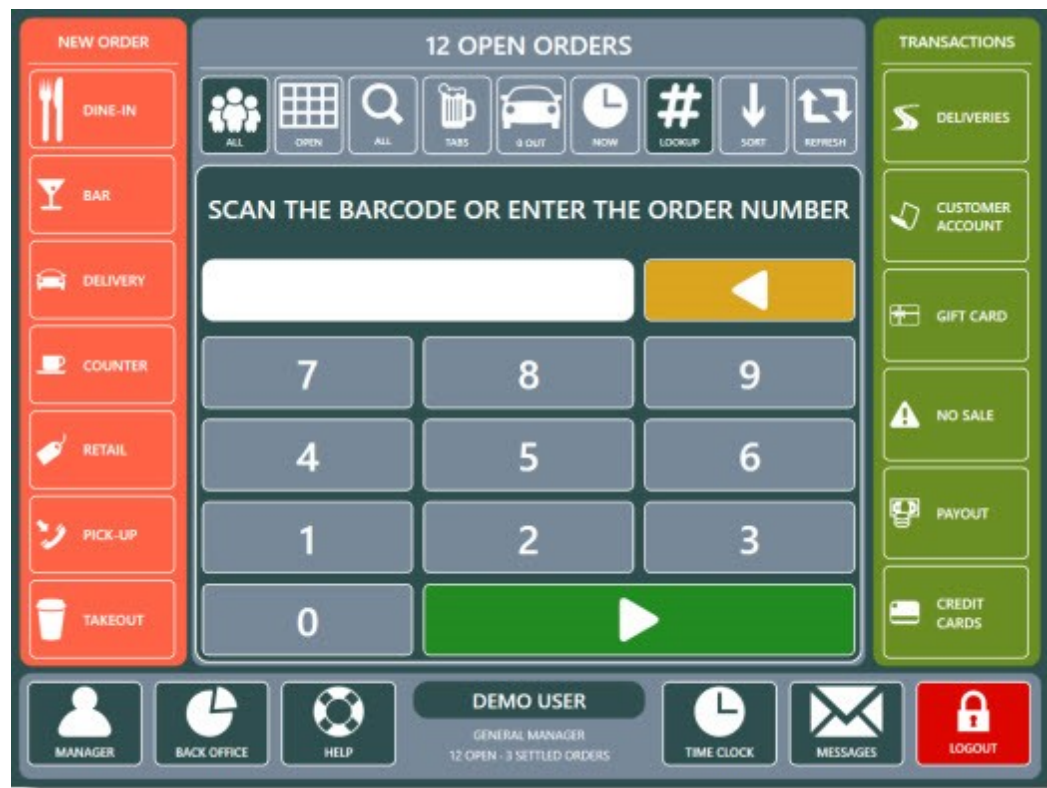 NEW ORDER
DINE-IN
BAR
DELIVERY
COUNTER
RETAIL
PICK-UP
TAKEOUT
12 OPEN ORDERS
ALL
OPEN
ALL
TABS
0 OUT
NOW
#
LOOKUP
SORT
REFRESH
SCAN THE BARCODE OR ENTER THE ORDER NUMBER
7 8 9
4 5 6
1 2 3
0
TRANSACTIONS
DELIVERIES
CUSTOMER
ACCOUNT
GIFT CARD
NO SALE
PAYOUT
CREDIT
CARDS
MANAGER
BACK OFFICE
HELP
DEMO USER
GENERAL MANAGER
12 OPEN - 3 SETTLED ORDERS
TIME CLOCK
MESSAGES
LOGOUT